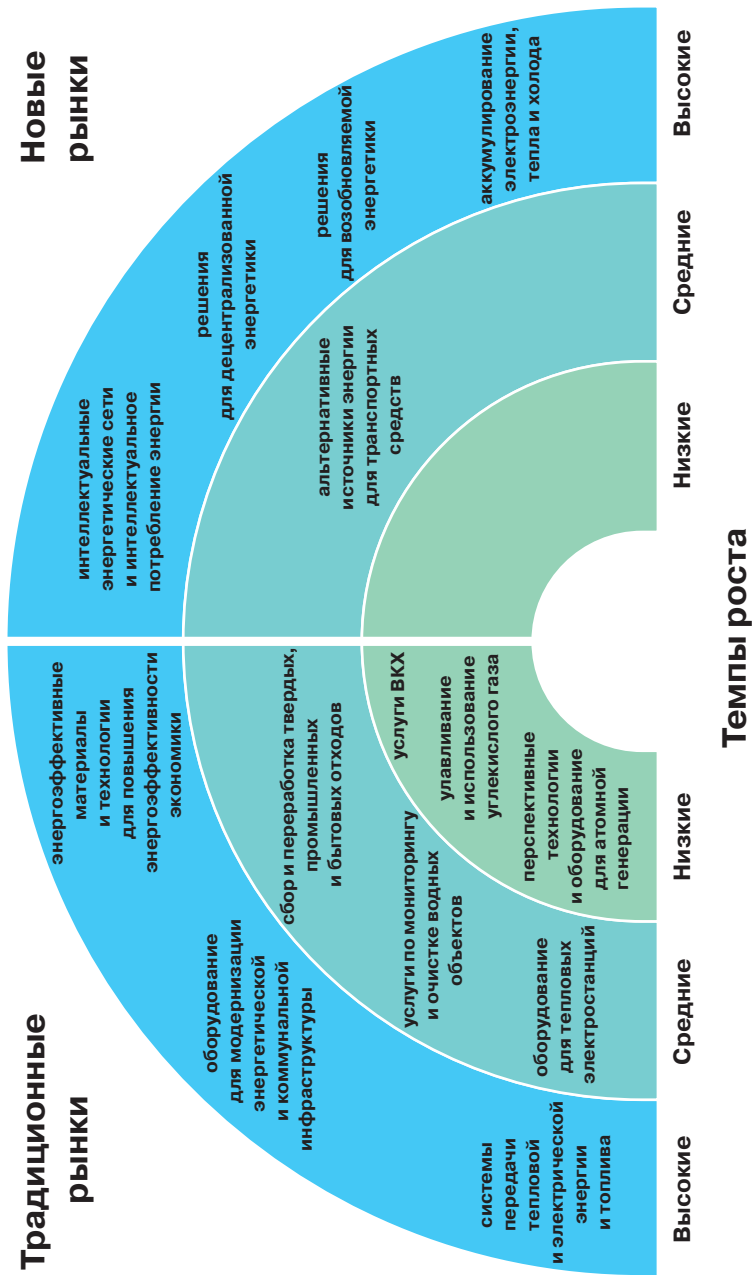 Традиционные
рынки
Новые
рынки
системы
передачи
тепловой
и электрической
энергии
и топлива
оборудование
для модернизации
энергетической
и коммунальной
инфраструктуры
энергоэффективные
материалы
и технологии
для повышения
энергоэффективности
экономики
оборудование
для тепловых
электростанций
услуги по мониторингу
и очистке водных
объектов
сбор и переработка твердых,
промышленных
и бытовых отходов
услуги ВКХ
улавливание
и использование
углекислого газа
перспективные
технологии
и оборудование
для атомной
генерации
интеллектуальные
энергетические сети
и интеллектуальное
потребление энергии
решения
для децентрализованной
энергетики
решения
для возобновляемой
энергетики
аккумулирование
электроэнергии,
тепла и холода
альтернативные
источники энергии
для транспортных
средств
Высокие
Средние
Низкие
Низкие
Средние
Высокие
Темпы роста